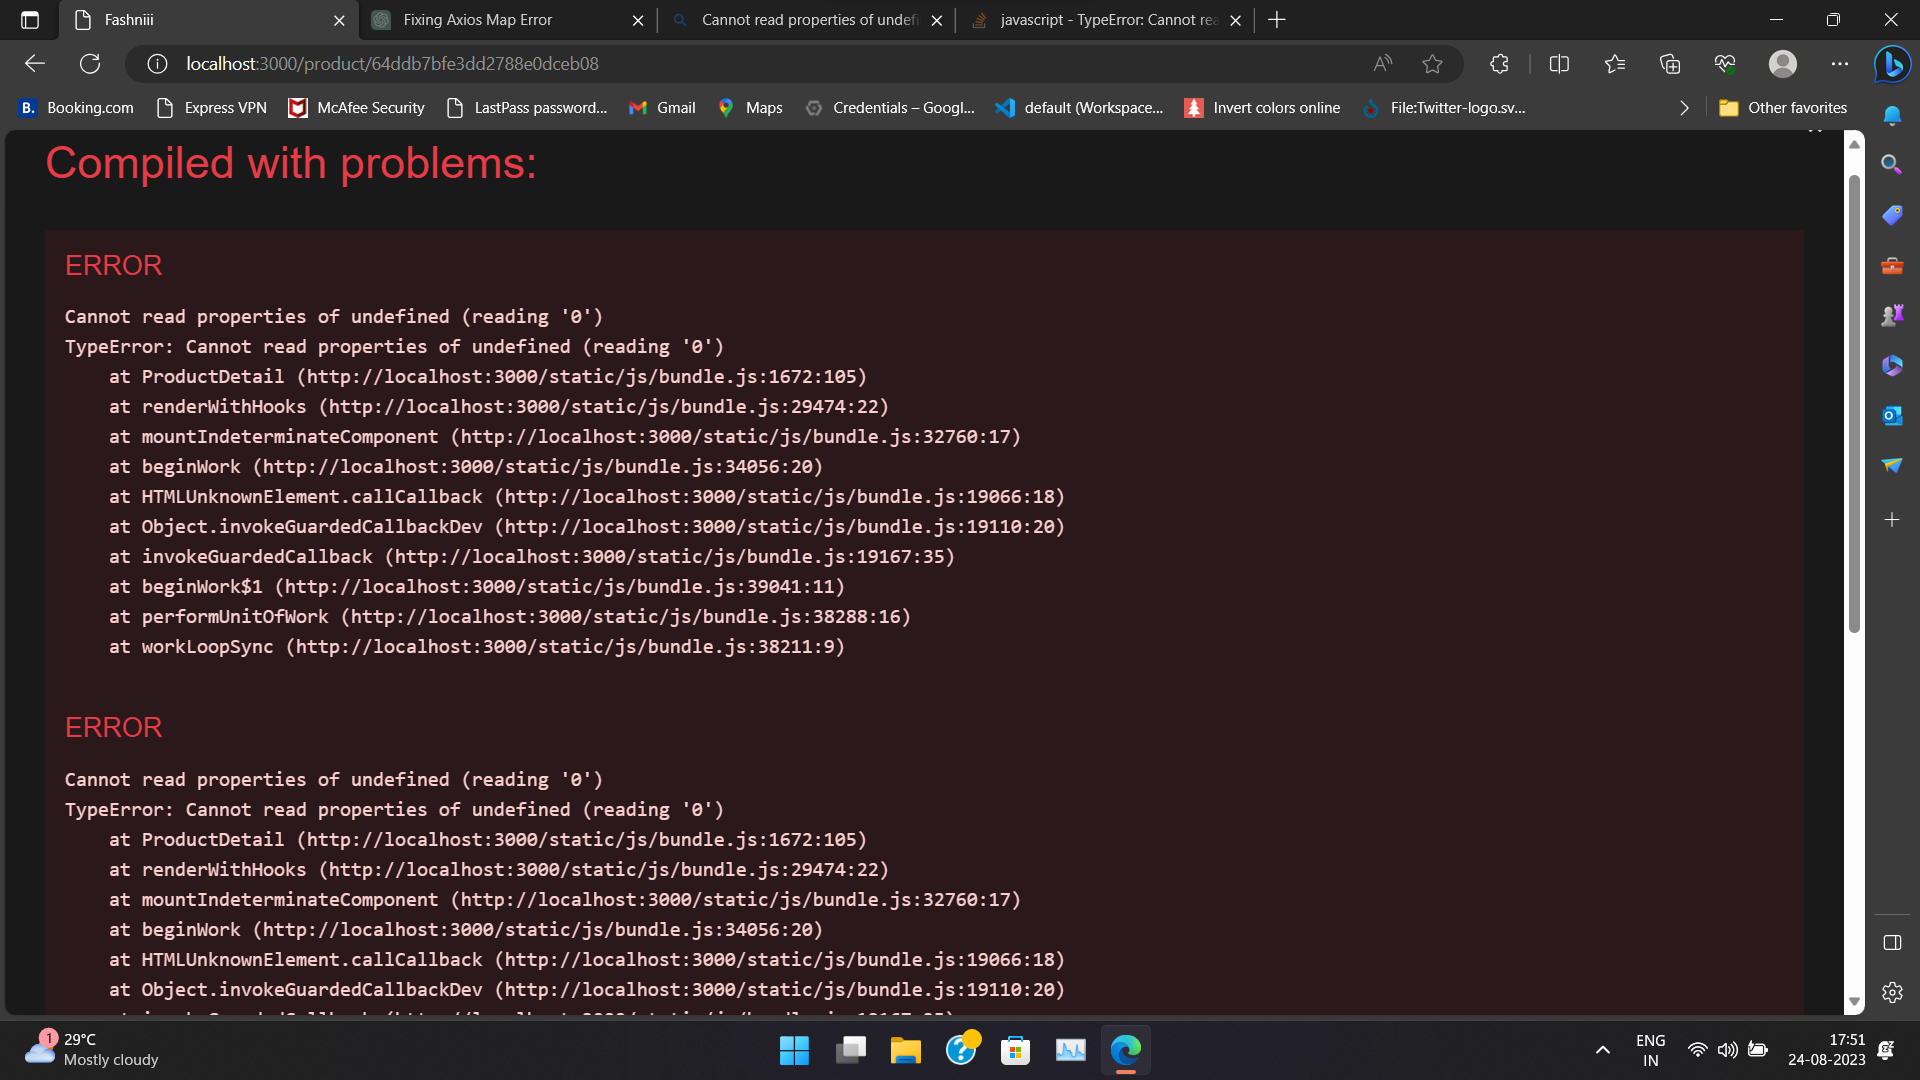 Fashniii
Fixing Axios Map Error
Cannot read properties of undefi
javascript - TypeError: Cannot rea
localhost:3000/product/64ddb7bfe3dd2788e0dceb08
B. Booking.com
Express VPN
McAfee Security
LastPass password...
Gmail
Maps
Credentials – Googl...
default (Workspace...
Invert colors online
File:Twitter-logo.sv...
Other favorites
Compiled with problems:
ERROR
Cannot read properties of undefined (reading '0')
TypeError: Cannot read properties of undefined (reading '0')
at ProductDetail (http://localhost:3000/static/js/bundle.js:1672:105)
at renderWithHooks (http://localhost:3000/static/js/bundle.js:29474:22)
at mountIndeterminateComponent (http://localhost:3000/static/js/bundle.js:32760:17)
at beginWork (http://localhost:3000/static/js/bundle.js:34056:20)
at HTMLUnknownElement.callCallback (http://localhost:3000/static/js/bundle.js:19066:18)
at Object.invokeGuardedCallbackDev (http://localhost:3000/static/js/bundle.js:19110:20)
at invokeGuardedCallback (http://localhost:3000/static/js/bundle.js:19167:35)
at beginWork$1 (http://localhost:3000/static/js/bundle.js:39041:11)
at performUnitOfWork (http://localhost:3000/static/js/bundle.js:38288:16)
at workLoopSync (http://localhost:3000/static/js/bundle.js:38211:9)
ERROR
Cannot read properties of undefined (reading '0')
TypeError: Cannot read properties of undefined (reading '0')
at ProductDetail (http://localhost:3000/static/js/bundle.js:1672:105)
at renderWithHooks (http://localhost:3000/static/js/bundle.js:29474:22)
at mountIndeterminateComponent (http://localhost:3000/static/js/bundle.js:32760:17)
at beginWork (http://localhost:3000/static/js/bundle.js:34056:20)
at HTMLUnknownElement.callCallback (http://localhost:3000/static/js/bundle.js:19066:18)
at Object.invokeGuardedCallbackDev (http://localhost:3000/static/js/bundle.js:19110:20)
1
29°C
Mostly cloudy
ENG
IN
17:51
24-08-2023